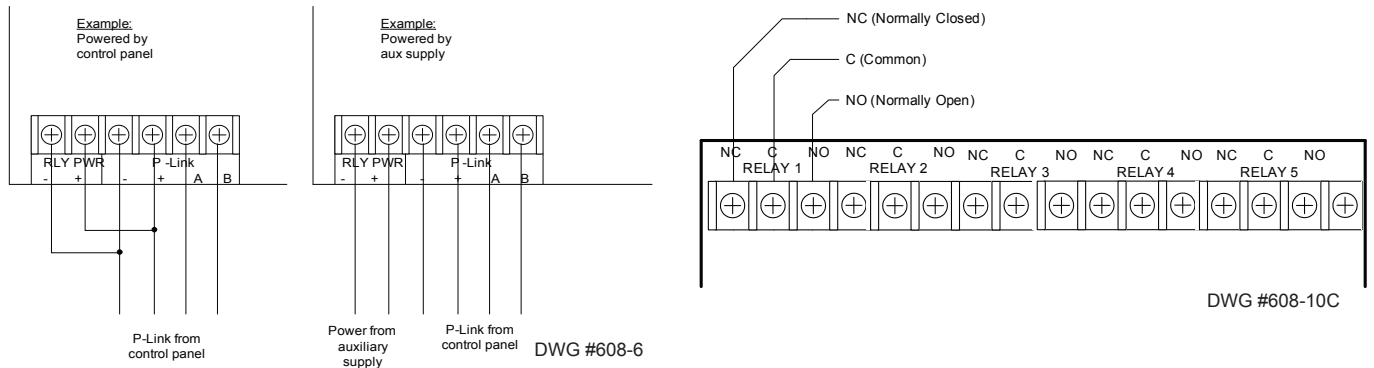 Example:
Powered by
control panel
RLY PWR P -Link
- + - + A B
P-Link from
control panel
Example:
Powered by
aux supply
RLY PWR P -Link
- + - + A B
Power from
auxiliary
supply
P-Link from
control panel
DWG #608-6
NC (Normally Closed)
C (Common)
NO (Normally Open)
NC C NO NC C NO NC C NO NC C NO NC C NO
RELAY 1 RELAY 2 RELAY 3 RELAY 4 RELAY 5
DWG #608-10C